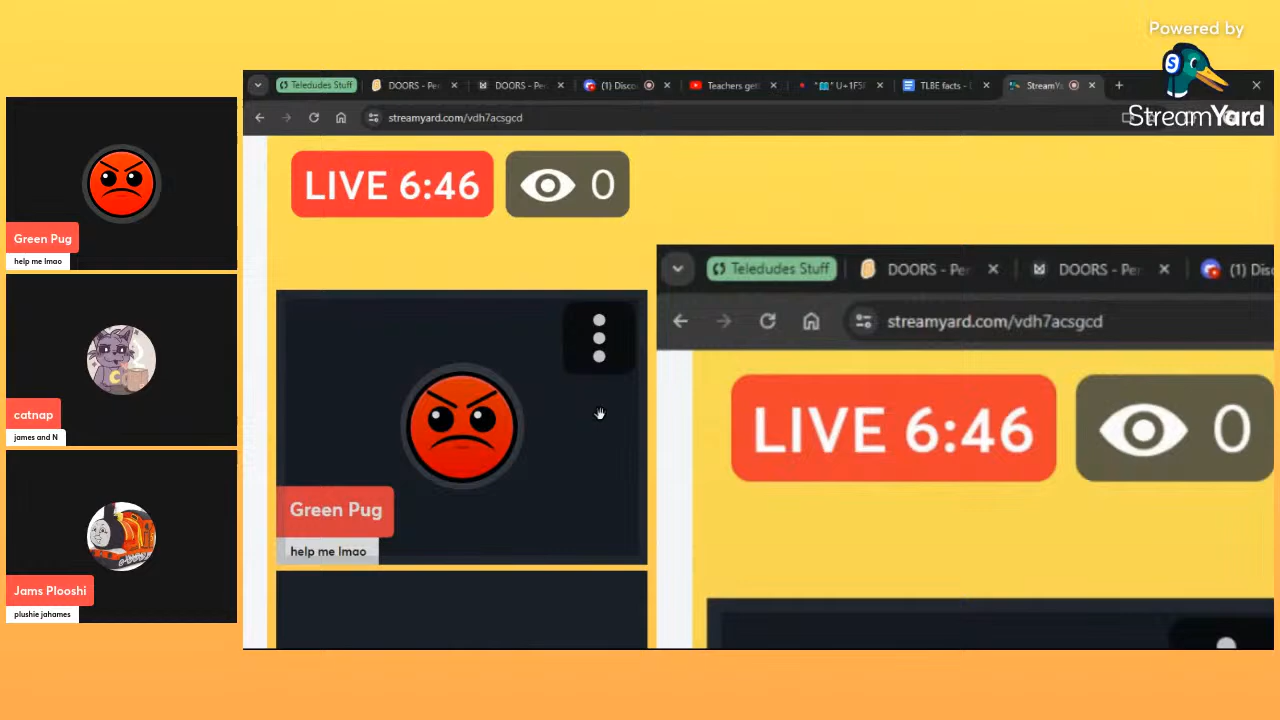 Powered by
StreamYard
Teledudes Stuff
DOORS - Pe
DOORS - Pe
(1) Disco
Teachers get
U+1F5
TLBE facts -
StreamYa
streamyard.com/vdh7acsgcd
LIVE 6:46
0
Teledudes Stuff
DOORS - Per
DOORS - Per
(1) Disc
streamyard.com/vdh7acsgcd
LIVE 6:46
0
Green Pug
help me lmao
Green Pug
help me lmao
catnap
james and N
Jams Plooshi
plushie jahames